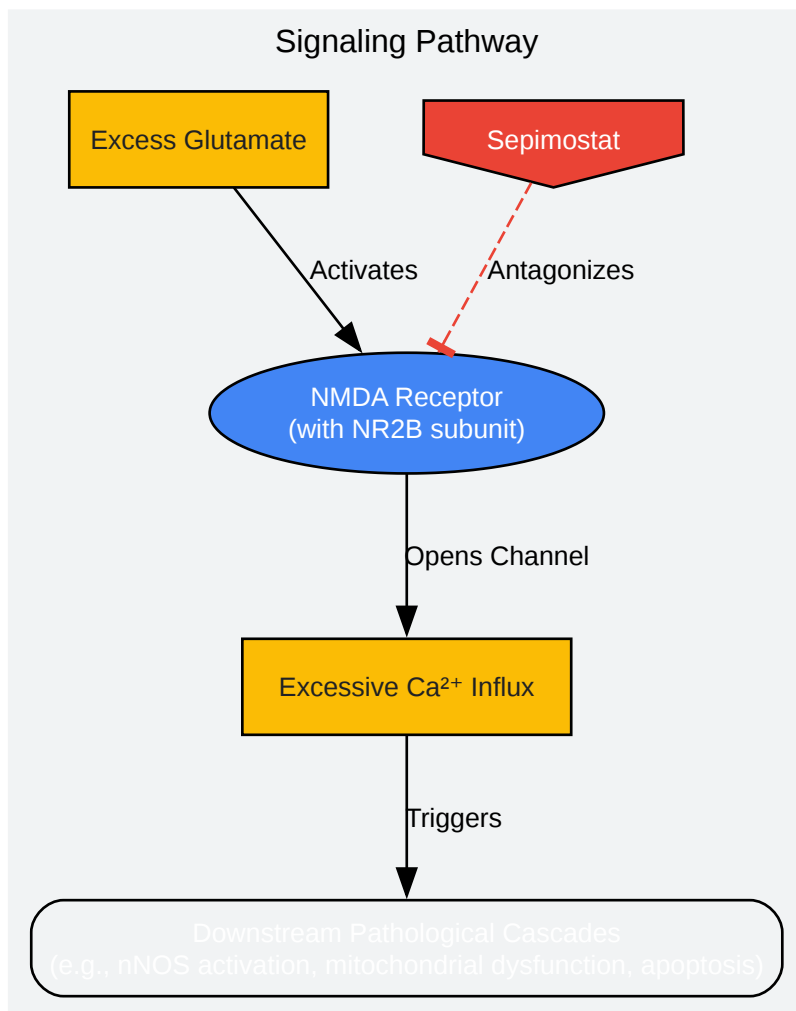 Signaling Pathway
Excess Glutamate
Sepimostat
Activates
Antagonizes
NMDA Receptor
(with NR2B subunit)
Opens Channel
Excessive Ca²⁺ Influx
Triggers
Downstream Pathological Cascades
(e.g., nNOS activation, mitochondrial dysfunction, apoptosis)